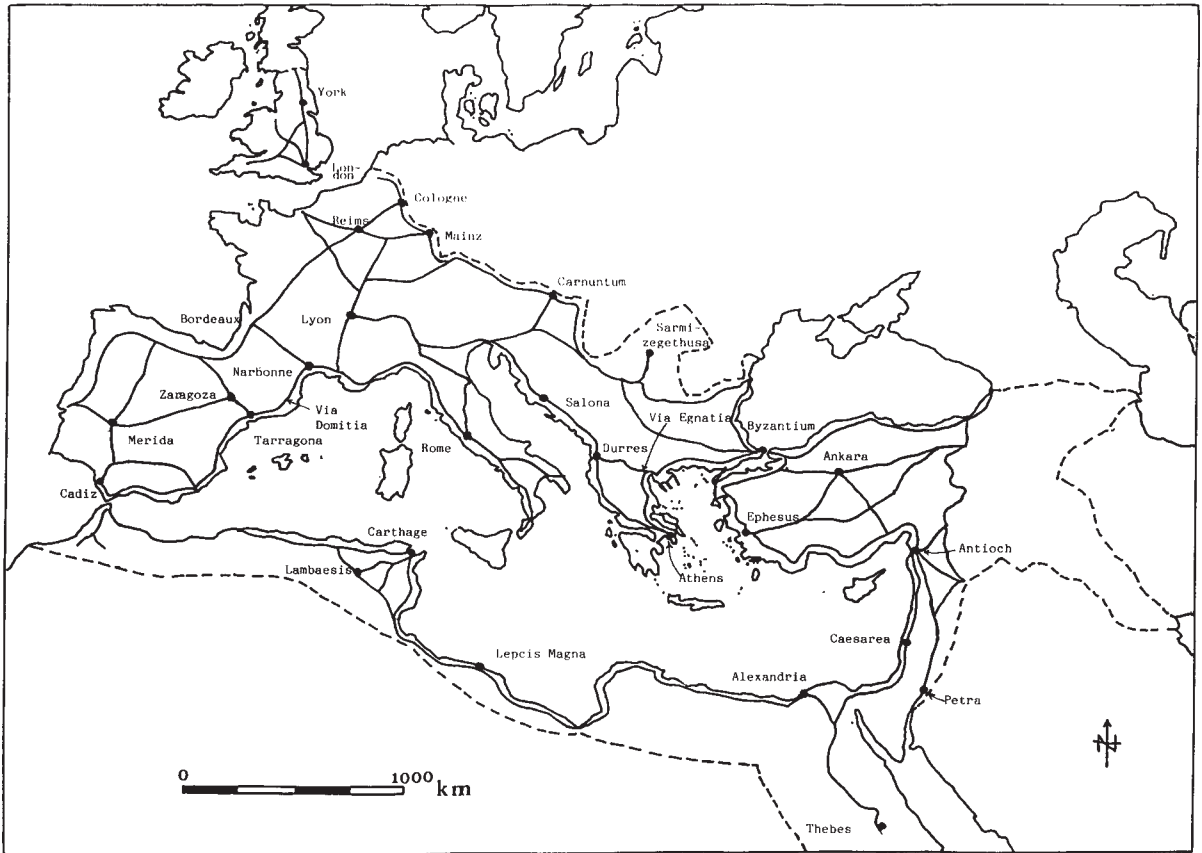 York
Lon-
don
Cologne
Reims
Mainz
Carnuntum
Bordeaux
Lyon
Sarmi-
zegethusa
Narbonne
Zaragoza
Salona
Via Egnatia
Via
Domitia
Byzantium
Merida
Tarragona
Rome
Durres
Ankara
Cadiz
Ephesus
Carthage
Antioch
Lambaesis
Athens
Caesarea
Lepcis Magna
Alexandria
Petra
N
0 1000 km
Thebes